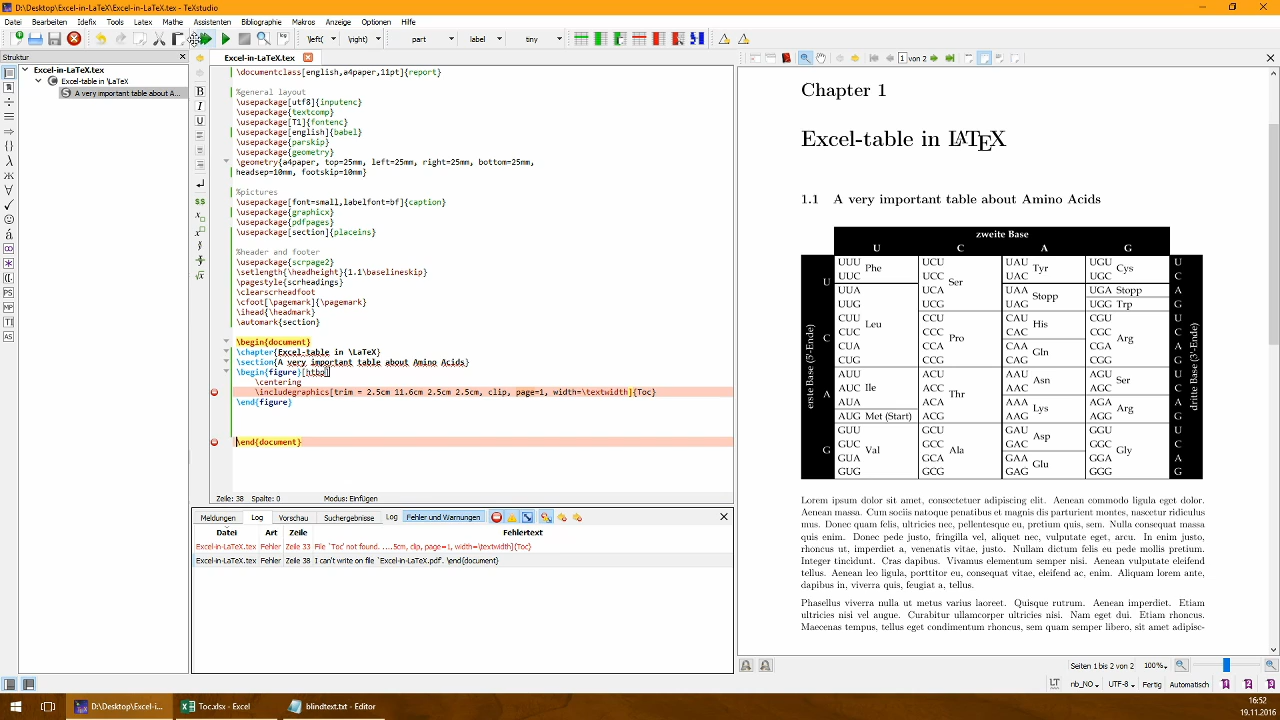 D:\Desktop\Excel-in-LaTeX\Excel-in-LaTeX.tex - TeXstudio
Datei Bearbeiten Idefix Tools Latex Mathe Assistenten Bibliographie Makros Anzeige Optionen Hilfe
\left( \right) part label tiny
Struktur
Excel-in-LaTeX.tex
Excel-table in \LaTeX
A very important table about A...
Excel-in-LaTeX.tex
\documentclass[english,a4paper,11pt]{report}
%general layout
\usepackage[utf8]{inputenc}
\usepackage{textcomp}
\usepackage[T1]{fontenc}
\usepackage[english]{babel}
\usepackage{parskip}
\usepackage{geometry}
\geometry{a4paper, top=25mm, left=25mm, right=25mm, bottom=25mm,
headsep=10mm, footskip=10mm}
%pictures
\usepackage[font=small,labelfont=bf]{caption}
\usepackage{graphicx}
\usepackage{pdfpages}
\usepackage[section]{placeins}
%header and footer
\usepackage{scrpage2}
\setlength{\headheight}{1.1\baselineskip}
\pagestyle{scrheadings}
\clearscrheadfoot
\cfoot[\pagemark]{\pagemark}
\ihead{\headmark}
\automark{section}
\begin{document}
\chapter{Excel-table in \LaTeX}
\section{A very important table about Amino Acids}
\begin{figure}[htbp]
\centering
\includegraphics[trim = 2.5cm 11.6cm 2.5cm 2.5cm, clip, page=1, width=\textwidth]{Toc}
\end{figure}
\end{document}
Zeile: 38 Spalte: 0 Modus: Einfügen
Meldungen Log Vorschau Suchergebnisse Log Fehler und Warnungen
Datei Art Zeile Fehlertext
Excel-in-LaTeX.tex Fehler Zeile 33 File `Toc' not found. ....5cm, clip, page=1, width=\textwidth]{Toc}
Excel-in-LaTeX.tex Fehler Zeile 38 I can't write on file `Excel-in-LaTeX.pdf'. \end{document}
1 von 2
Chapter 1
Excel-table in LATEX
1.1 A very important table about Amino Acids
zweite Base
U C A G
erste Base (5'-Ende)
dritte Base (3'-Ende)
U
UUU UUC Phe
UUA UUG
CUU CUC CUA CUG Leu
UCU UCC UCA UCG Ser
UAU UAC Tyr
UAA UAG Stopp
UGU UGC Cys
UGA Stopp
UGG Trp
U C A G
C
CCU CCC CCA CCG Pro
CAU CAC His
CAA CAG Gln
CGU CGC CGA CGG Arg
U C A G
A
AUU AUC AUA Ile
AUG Met (Start)
ACU ACC ACA ACG Thr
AAU AAC Asn
AAA AAG Lys
AGU AGC Ser
AGA AGG Arg
U C A G
G
GUU GUC GUA GUG Val
GCU GCC GCA GCG Ala
GAU GAC Asp
GAA GAG Glu
GGU GGC GGA GGG Gly
U C A G
Lorem ipsum dolor sit amet, consectetuer adipiscing elit. Aenean commodo ligula eget dolor.
Aenean massa. Cum sociis natoque penatibus et magnis dis parturient montes, nascetur ridiculus
mus. Donec quam felis, ultricies nec, pellentesque eu, pretium quis, sem. Nulla consequat massa
quis enim. Donec pede justo, fringilla vel, aliquet nec, vulputate eget, arcu. In enim justo,
rhoncus ut, imperdiet a, venenatis vitae, justo. Nullam dictum felis eu pede mollis pretium.
Integer tincidunt. Cras dapibus. Vivamus elementum semper nisi. Aenean vulputate eleifend
tellus. Aenean leo ligula, porttitor eu, consequat vitae, eleifend ac, enim. Aliquam lorem ante,
dapibus in, viverra quis, feugiat a, tellus.
Phasellus viverra nulla ut metus varius laoreet. Quisque rutrum. Aenean imperdiet. Etiam
ultricies nisi vel augue. Curabitur ullamcorper ultricies nisi. Nam eget dui. Etiam rhoncus.
Maecenas tempus, tellus eget condimentum rhoncus, sem quam semper libero, sit amet adipisc-
Seiten 1 bis 2 von 2 100%
LT nb_NO UTF-8 Fertig Automatisch
D:\Desktop\Excel-i... Toc.xlsx - Excel blindtext.txt - Editor
16:52
19.11.2016